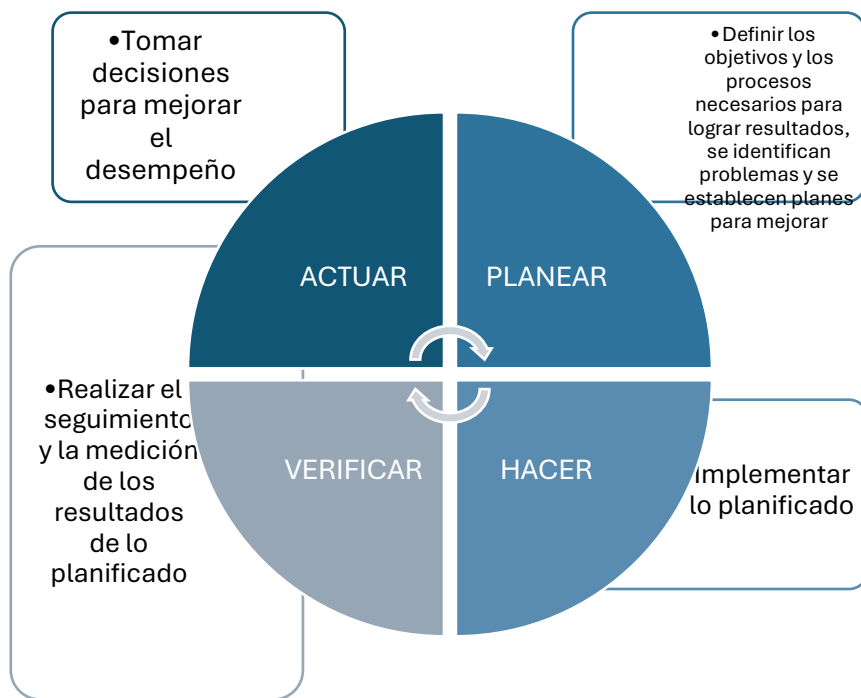 •Tomar
decisiones
para mejorar
el
desempeño
•Definir los
objetivos y los
procesos
necesarios para
lograr resultados,
se identifican
problemas y se
establecen planes
para mejorar
ACTUAR
PLANEAR
•Realizar el
seguimiento
y la medición
de los
resultados
de lo
planificado
VERIFICAR
HACER
Implementar
lo planificado